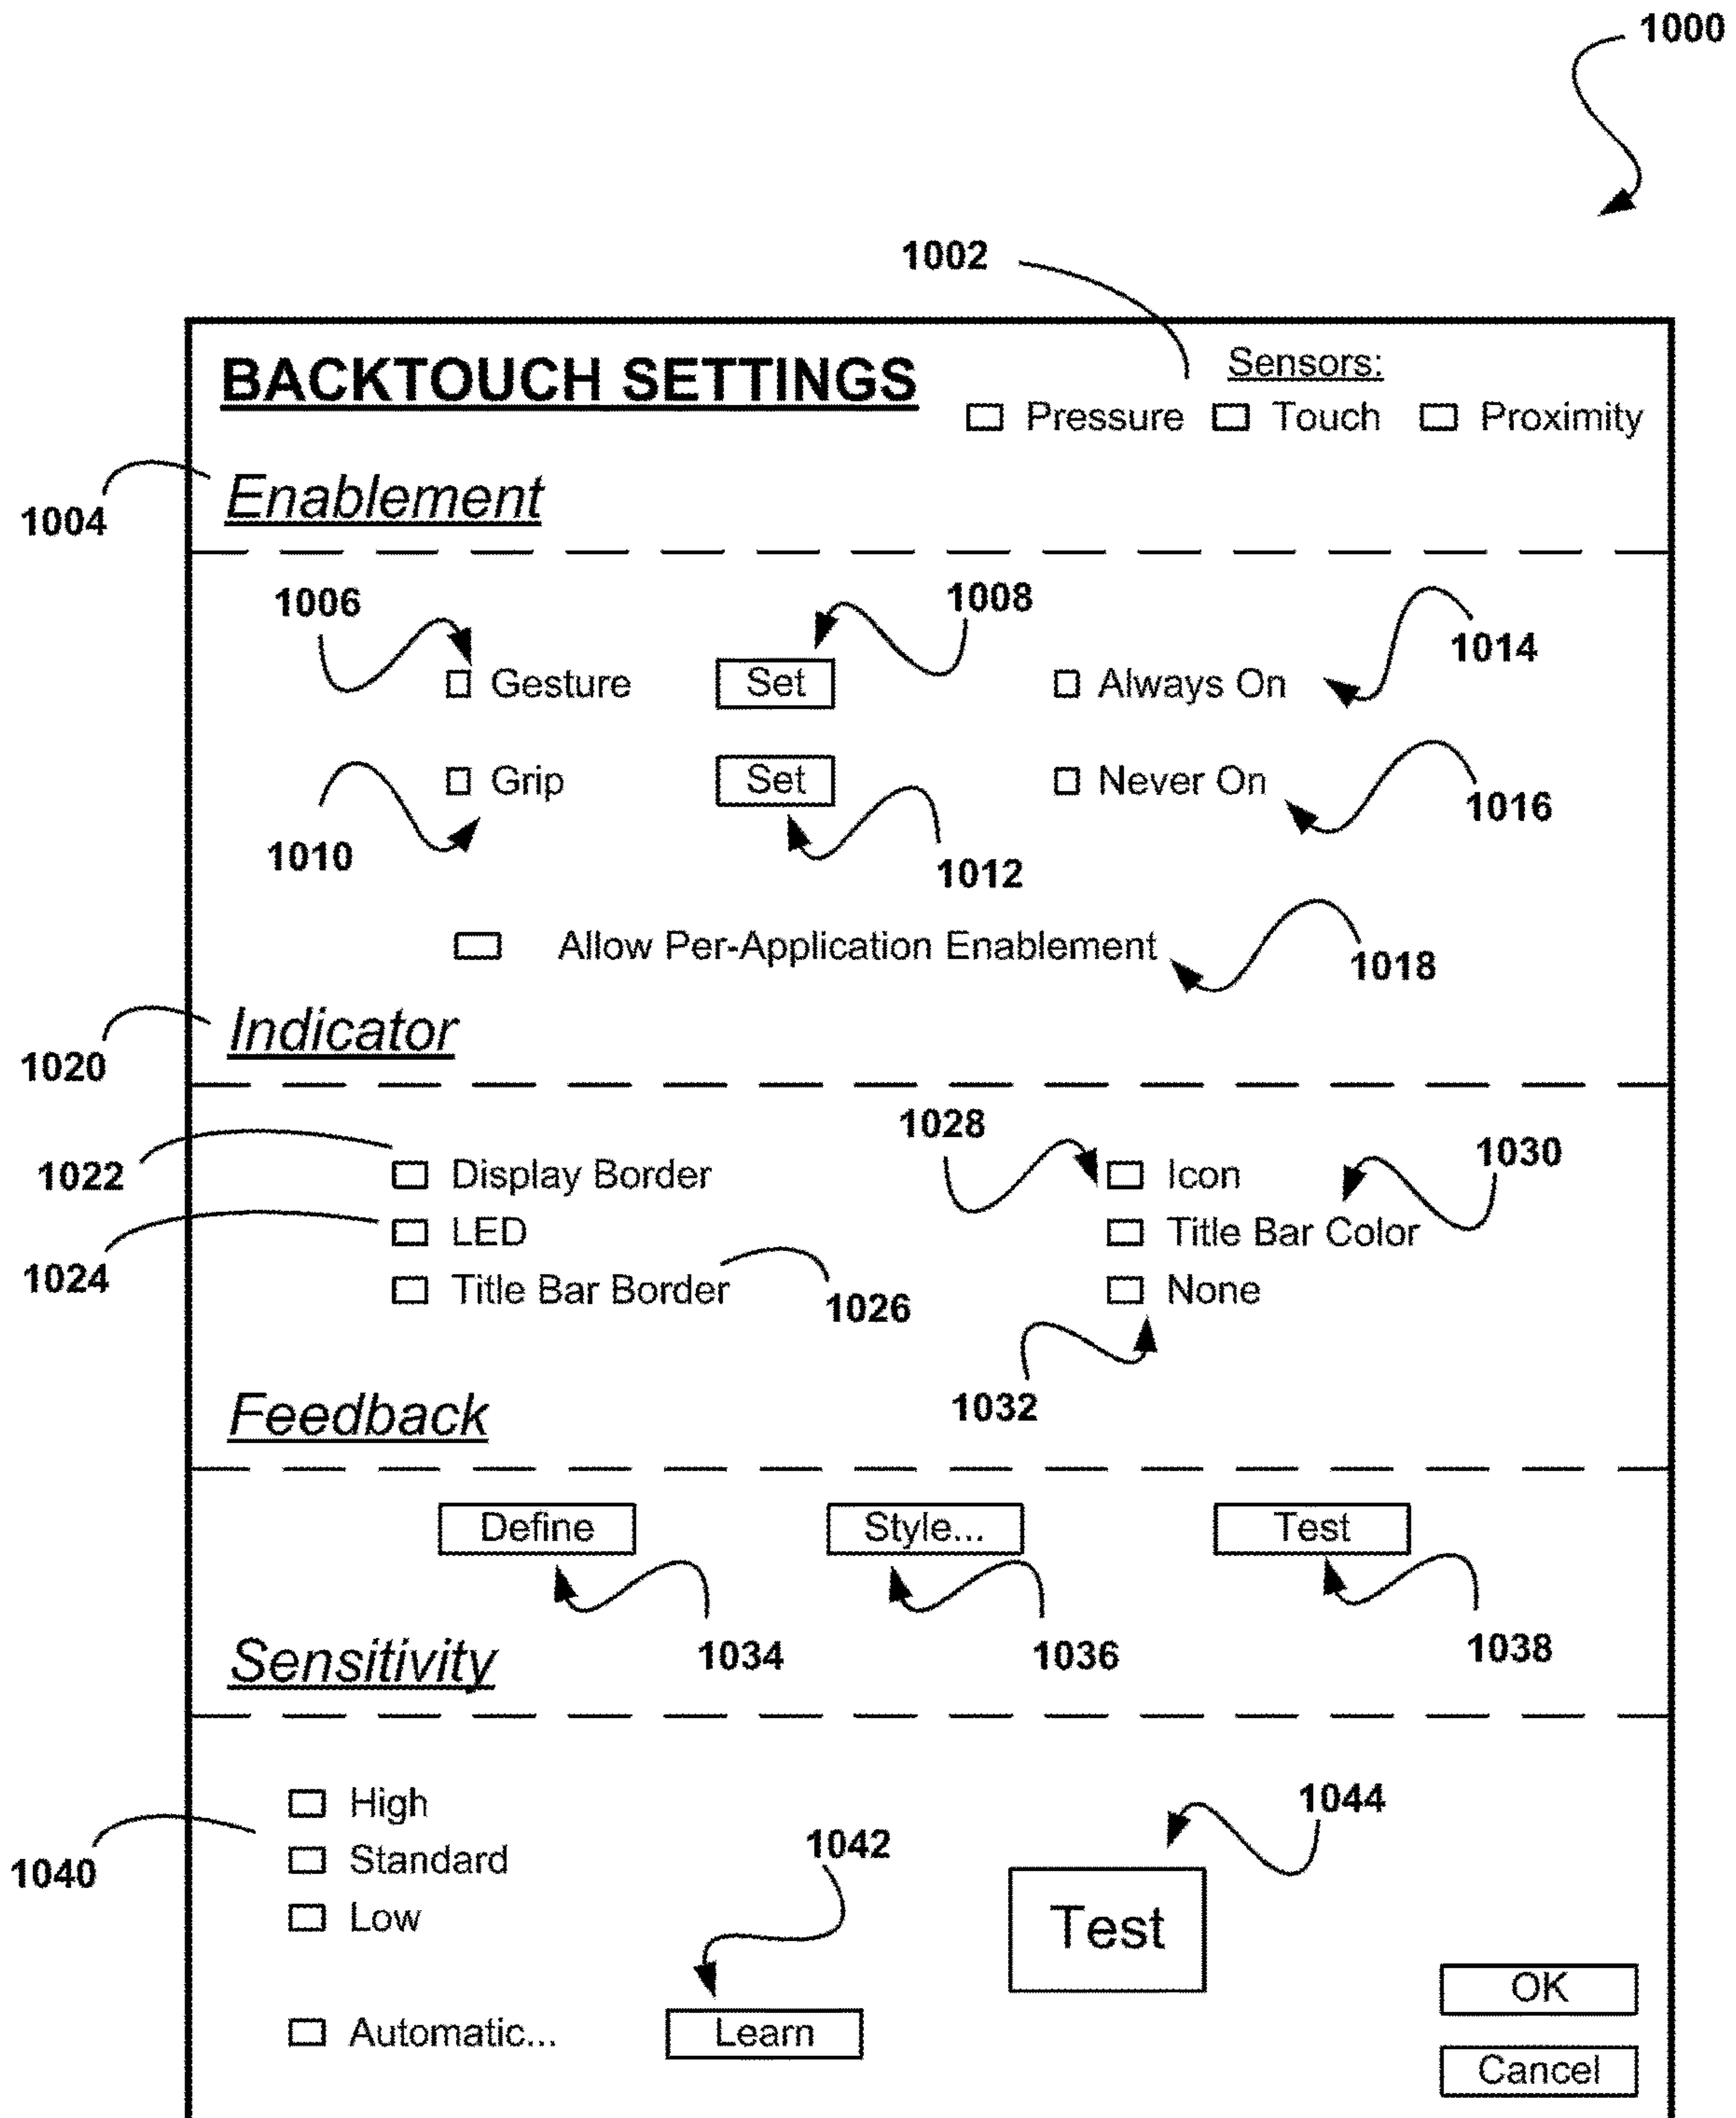 1000
1002
BACKTOUCH SETTINGS
Sensors:
Pressure Touch Proximity
1004
Enablement
1006
1008
1014
Gesture Set Always On
Grip Set Never On
1010
1012
1016
Allow Per-Application Enablement
1018
1020
Indicator
1028
1030
1022
Display Border Icon
LED Title Bar Color
1024
Title Bar Border None
1026
1032
Feedback
Define Style... Test
1034
1036
1038
Sensitivity
1040
High
Standard
Low
1042
1044
Test
Automatic... Learn
OK
Cancel